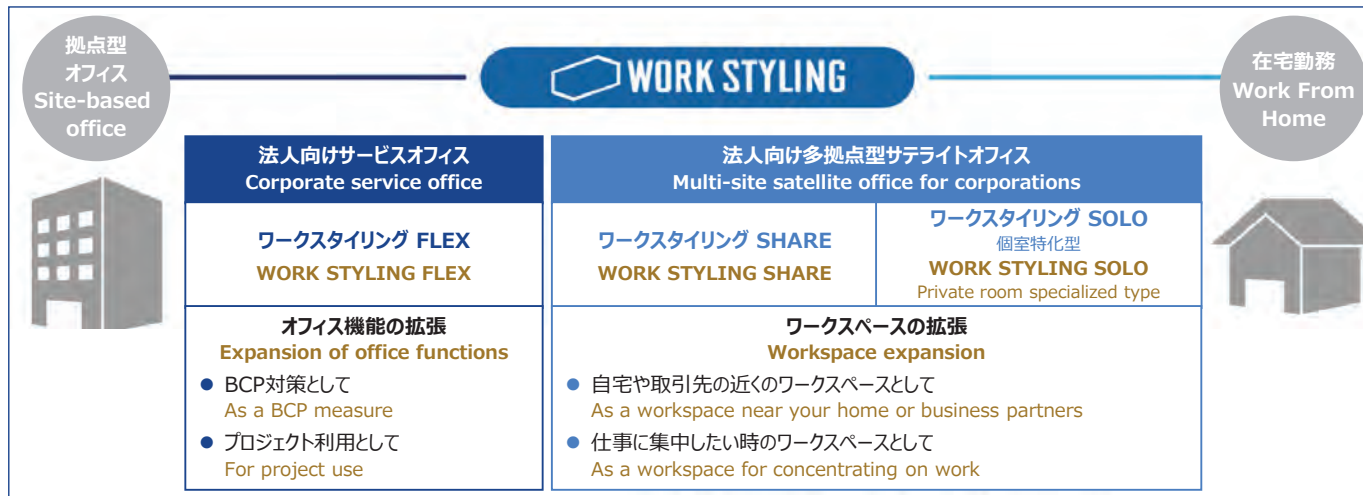 拠点型
オフィス
Site-based
office
WORK STYLING
在宅勤務
Work From
Home
法人向けサービスオフィス
Corporate service office
法人向け多拠点型サテライトオフィス
Multi-site satellite office for corporations
ワークスタイリング FLEX
WORK STYLING FLEX
ワークスタイリング SHARE
WORK STYLING SHARE
ワークスタイリング SOLO
個室特化型
WORK STYLING SOLO
Private room specialized type
オフィス機能の拡張
Expansion of office functions
● BCP対策として
As a BCP measure
● プロジェクト利用として
For project use
ワークスペースの拡張
Workspace expansion
● 自宅や取引先の近くのワークスペースとして
As a workspace near your home or business partners
● 仕事に集中したい時のワークスペースとして
As a workspace for concentrating on work